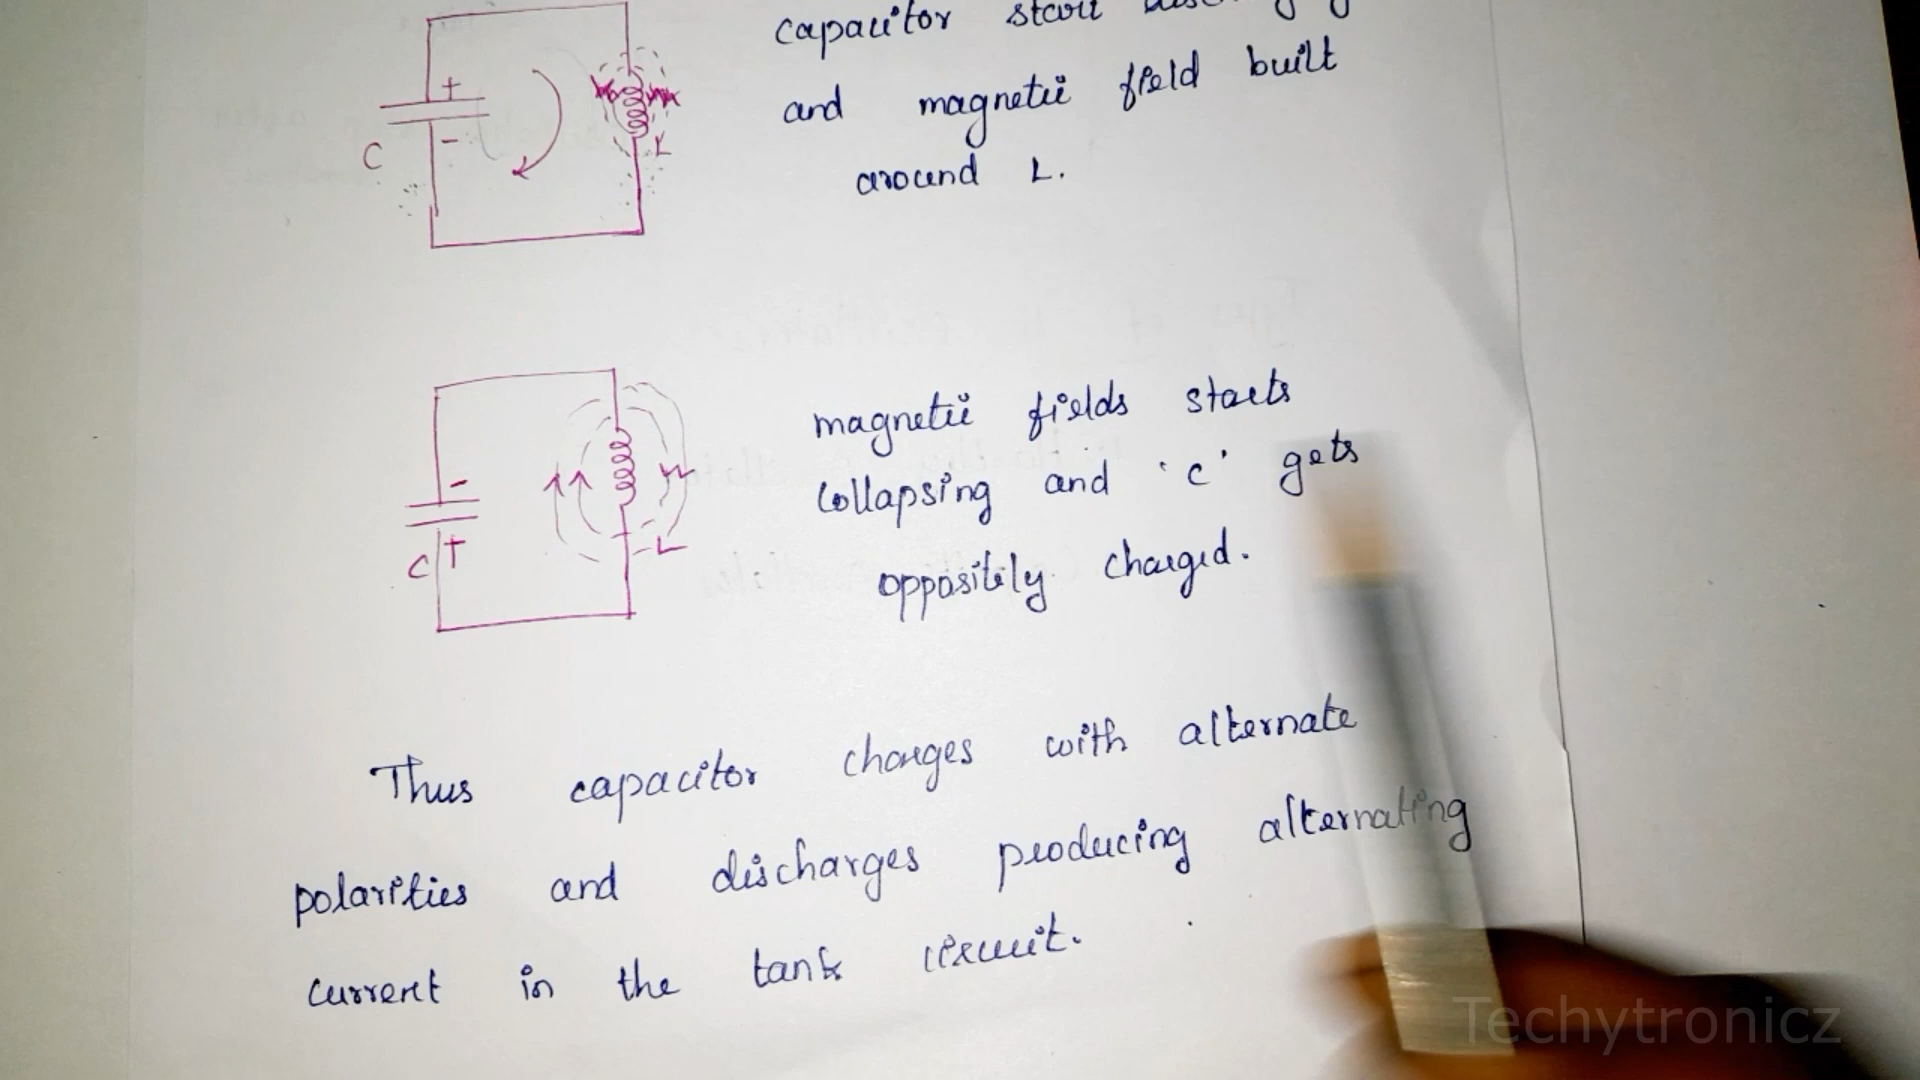 capacitor start
+
-
C
L
and magnetic field built
around L.
magnetic fields starts
collapsing and 'c' gets
oppositely charged.
-
+
C
L
Thus capacitor charges with alternate
polarities and discharges producing alternating
current in the tank circuit.
Techytronicz